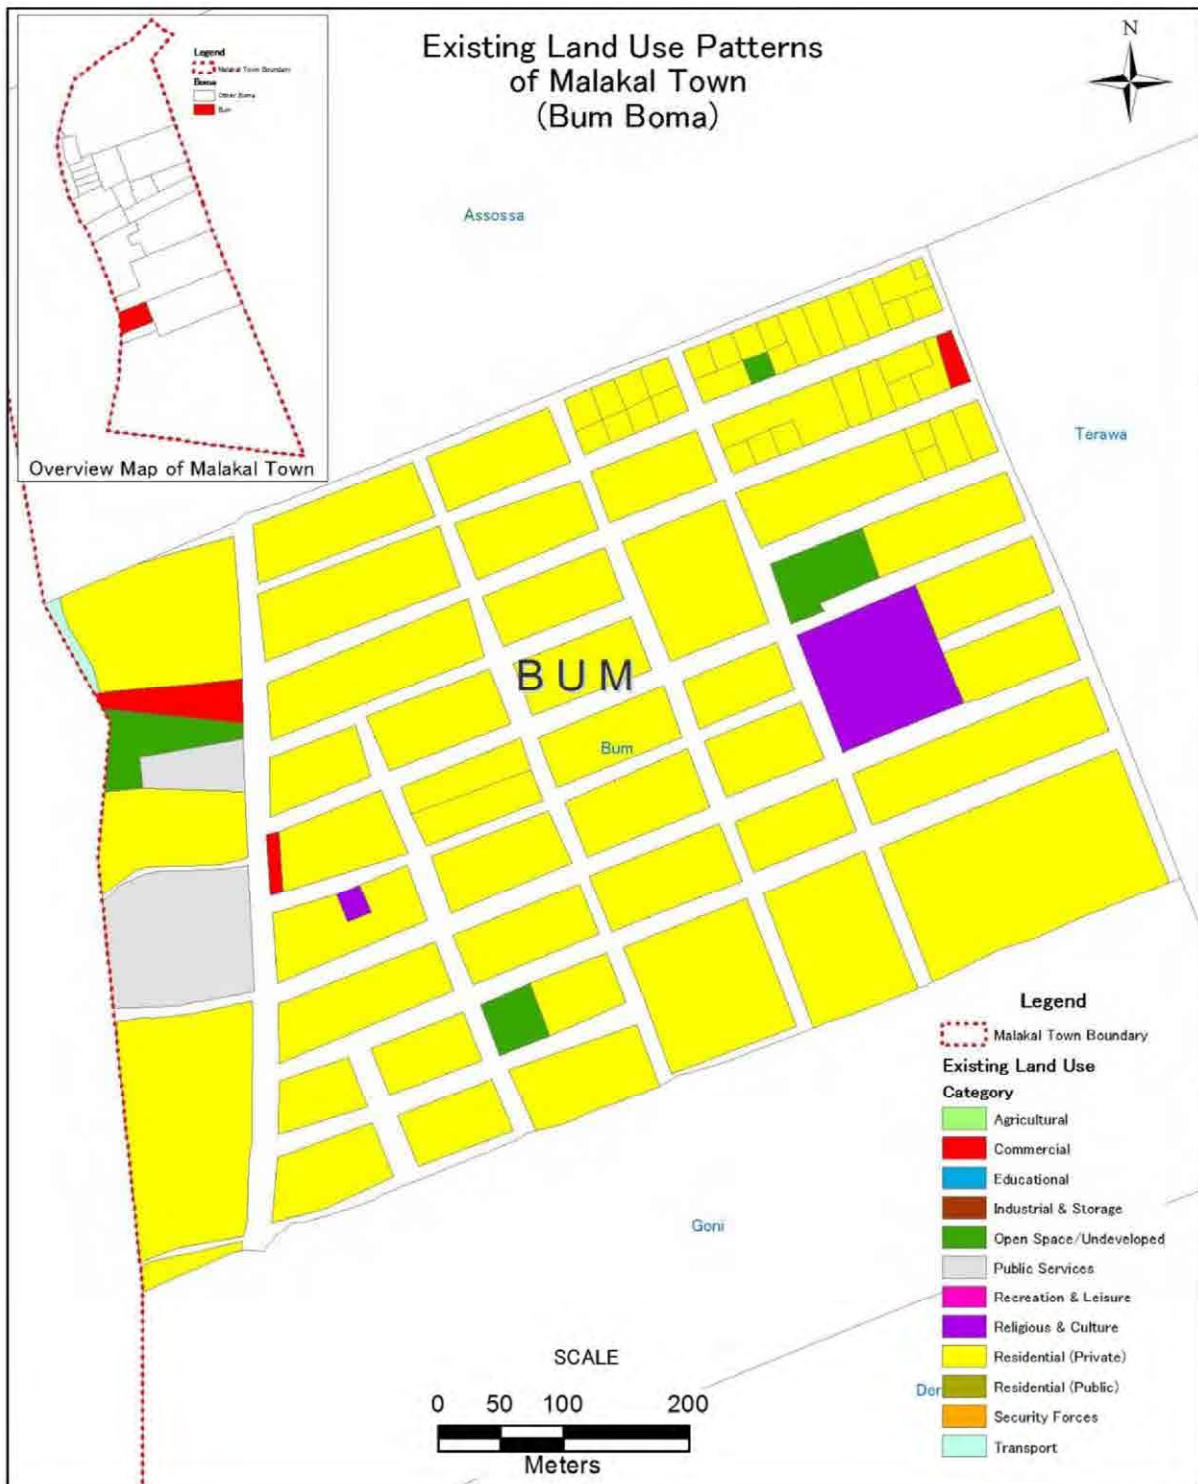 Existing Land Use Patterns
of Malakal Town
(Bum Boma)
N
Legend
Malakal Town Boundary
Boma
Other Boma
Bum
Overview Map of Malakal Town
Assossa
Terawa
BUM
Bum
Goni
Legend
Malakal Town Boundary
Existing Land Use
Category
Agricultural
Commercial
Educational
Industrial & Storage
Open Space/Undeveloped
Public Services
Recreation & Leisure
Religious & Culture
Residential (Private)
Residential (Public)
Security Forces
Transport
SCALE
0 50 100 200
Meters